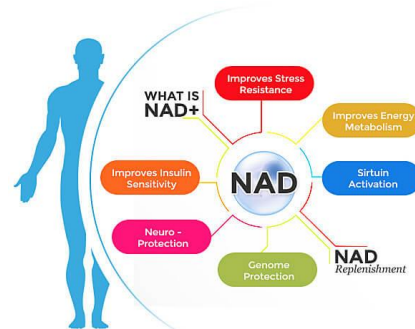 Improves Stress
Resistance
WHAT IS
NAD+
Improves Energy
Metabolism
Improves Insulin
Sensitivity
NAD
Sirtuin
Activation
Neuro -
Protection
Genome
Protection
NAD
Replenishment